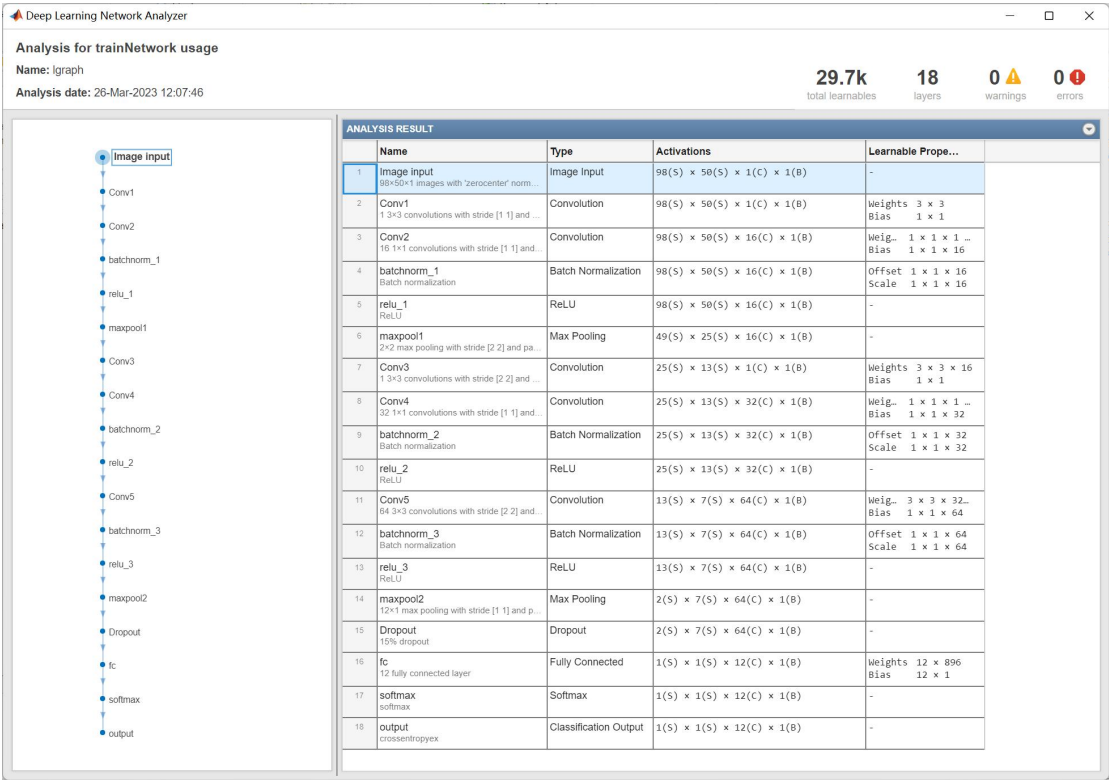 Deep Learning Network Analyzer
Analysis for trainNetwork usage
Name: lgraph
Analysis date: 26-Mar-2023 12:07:46
29.7k 18 0 0
total learnables layers warnings errors
Image input
Conv1
Conv2
batchnorm_1
relu_1
maxpool1
Conv3
Conv4
batchnorm_2
relu_2
Conv5
batchnorm_3
relu_3
maxpool2
Dropout
fc
softmax
output
ANALYSIS RESULT
Name Type Activations Learnable Prope...
1 Image input Image Input 98(S) × 50(S) × 1(C) × 1(B) -
98×50×1 images with 'zerocenter' norm...
2 Conv1 Convolution 98(S) × 50(S) × 1(C) × 1(B) Weights 3 × 3
1 3×3 convolutions with stride [1 1] and ... Bias 1 × 1
3 Conv2 Convolution 98(S) × 50(S) × 16(C) × 1(B) Weig... 1 × 1 × 1 ...
16 1×1 convolutions with stride [1 1] and... Bias 1 × 1 × 16
4 batchnorm_1 Batch Normalization 98(S) × 50(S) × 16(C) × 1(B) Offset 1 × 1 × 16
Batch normalization Scale 1 × 1 × 16
5 relu_1 ReLU 98(S) × 50(S) × 16(C) × 1(B) -
ReLU
6 maxpool1 Max Pooling 49(S) × 25(S) × 16(C) × 1(B) -
2×2 max pooling with stride [2 2] and pa...
7 Conv3 Convolution 25(S) × 13(S) × 1(C) × 1(B) Weights 3 × 3 × 16
1 3×3 convolutions with stride [2 2] and ... Bias 1 × 1
8 Conv4 Convolution 25(S) × 13(S) × 32(C) × 1(B) Weig... 1 × 1 × 1 ...
32 1×1 convolutions with stride [1 1] and... Bias 1 × 1 × 32
9 batchnorm_2 Batch Normalization 25(S) × 13(S) × 32(C) × 1(B) Offset 1 × 1 × 32
Batch normalization Scale 1 × 1 × 32
10 relu_2 ReLU 25(S) × 13(S) × 32(C) × 1(B) -
ReLU
11 Conv5 Convolution 13(S) × 7(S) × 64(C) × 1(B) Weig... 3 × 3 × 32...
64 3×3 convolutions with stride [2 2] and... Bias 1 × 1 × 64
12 batchnorm_3 Batch Normalization 13(S) × 7(S) × 64(C) × 1(B) Offset 1 × 1 × 64
Batch normalization Scale 1 × 1 × 64
13 relu_3 ReLU 13(S) × 7(S) × 64(C) × 1(B) -
ReLU
14 maxpool2 Max Pooling 2(S) × 7(S) × 64(C) × 1(B) -
12×1 max pooling with stride [1 1] and p...
15 Dropout Dropout 2(S) × 7(S) × 64(C) × 1(B) -
15% dropout
16 fc Fully Connected 1(S) × 1(S) × 12(C) × 1(B) Weights 12 × 896
12 fully connected layer Bias 12 × 1
17 softmax Softmax 1(S) × 1(S) × 12(C) × 1(B) -
softmax
18 output Classification Output 1(S) × 1(S) × 12(C) × 1(B) -
crossentropyex